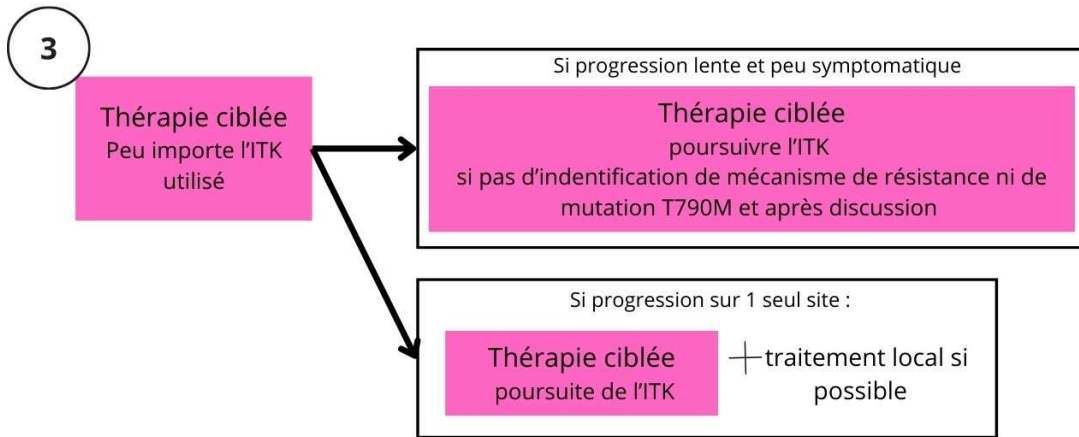 3
Thérapie ciblée
Peu importe l'ITK
utilisé
Si progression lente et peu symptomatique
Thérapie ciblée
poursuivre l'ITK
si pas d'indentification de mécanisme de résistance ni de
mutation T790M et après discussion
Si progression sur 1 seul site :
Thérapie ciblée
poursuite de l'ITK
+ traitement local si
possible